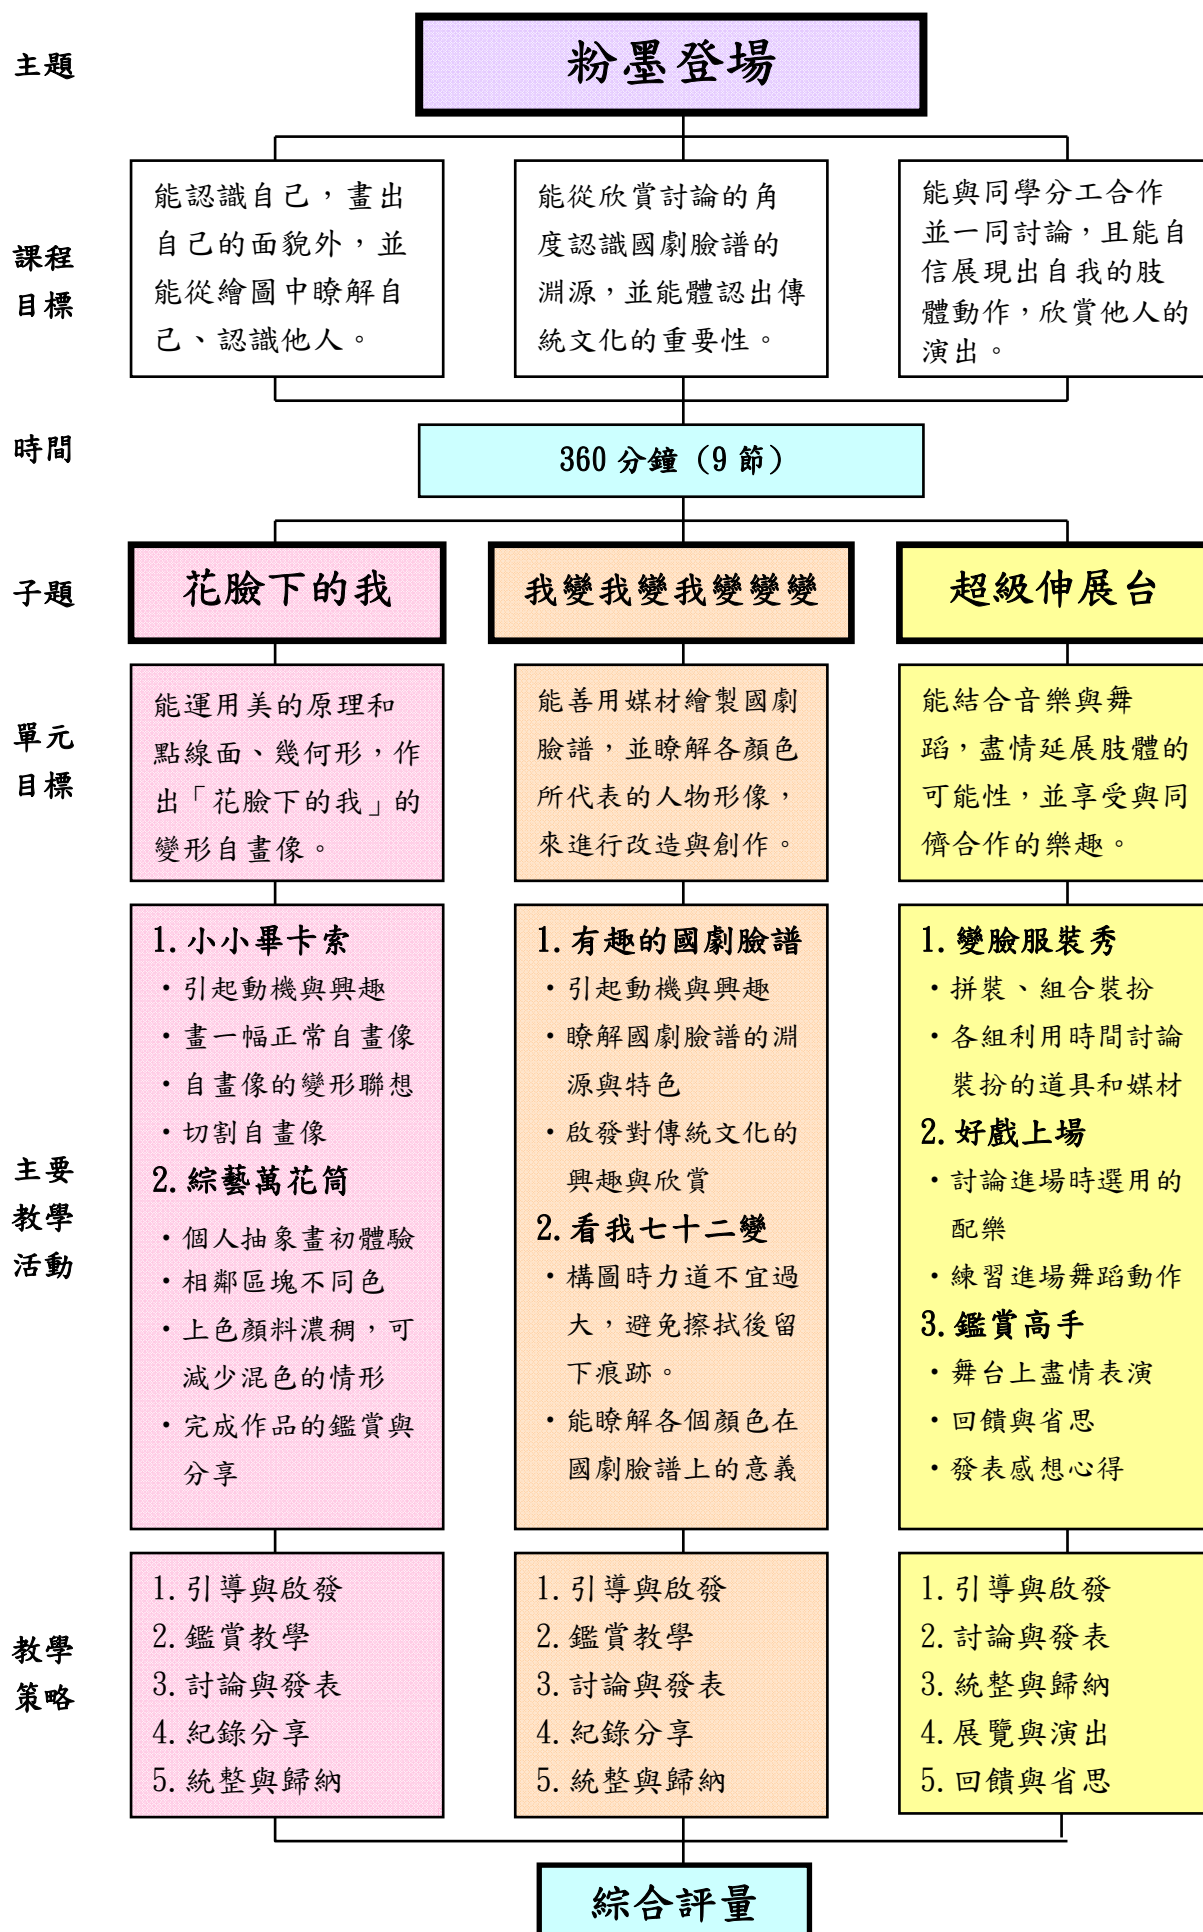 主題
粉墨登場
課程
目標
能認識自己，畫出
自己的面貌外，並
能從繪圖中瞭解自
己、認識他人。
能從欣賞討論的角
度認識國劇臉譜的
淵源，並能體認出傳
統文化的重要性。
能與同學分工合作
並一同討論，且能自
信展現出自我的肢
體動作，欣賞他人的
演出。
時間
360 分鐘（9 節）
子題
花臉下的我
我變我變我變變變
超級伸展台
單元
目標
能運用美的原理和
點線面、幾何形，作
出「花臉下的我」的
變形自畫像。
能善用媒材繪製國劇
臉譜，並瞭解各顏色
所代表的人物形像，
來進行改造與創作。
能結合音樂與舞
蹈，盡情延展肢體的
可能性，並享受與同
儕合作的樂趣。
主要
教學
活動
1. 小小畢卡索
・引起動機與興趣
・畫一幅正常自畫像
・自畫像的變形聯想
・切割自畫像
2. 綜藝萬花筒
・個人抽象畫初體驗
・相鄰區塊不同色
・上色顏料濃稠，可
減少混色的情形
・完成作品的鑑賞與
分享
1. 有趣的國劇臉譜
・引起動機與興趣
・瞭解國劇臉譜的淵
源與特色
・啟發對傳統文化的
興趣與欣賞
2. 看我七十二變
・構圖時力道不宜過
大，避免擦拭後留
下痕跡。
・能瞭解各個顏色在
國劇臉譜上的意義
1. 變臉服裝秀
・拼裝、組合裝扮
・各組利用時間討論
裝扮的道具和媒材
2. 好戲上場
・討論進場時選用的
配樂
・練習進場舞蹈動作
3. 鑑賞高手
・舞台上盡情表演
・回饋與省思
・發表感想心得
教學
策略
1. 引導與啟發
2. 鑑賞教學
3. 討論與發表
4. 紀錄分享
5. 統整與歸納
1. 引導與啟發
2. 鑑賞教學
3. 討論與發表
4. 紀錄分享
5. 統整與歸納
1. 引導與啟發
2. 討論與發表
3. 統整與歸納
4. 展覽與演出
5. 回饋與省思
綜合評量